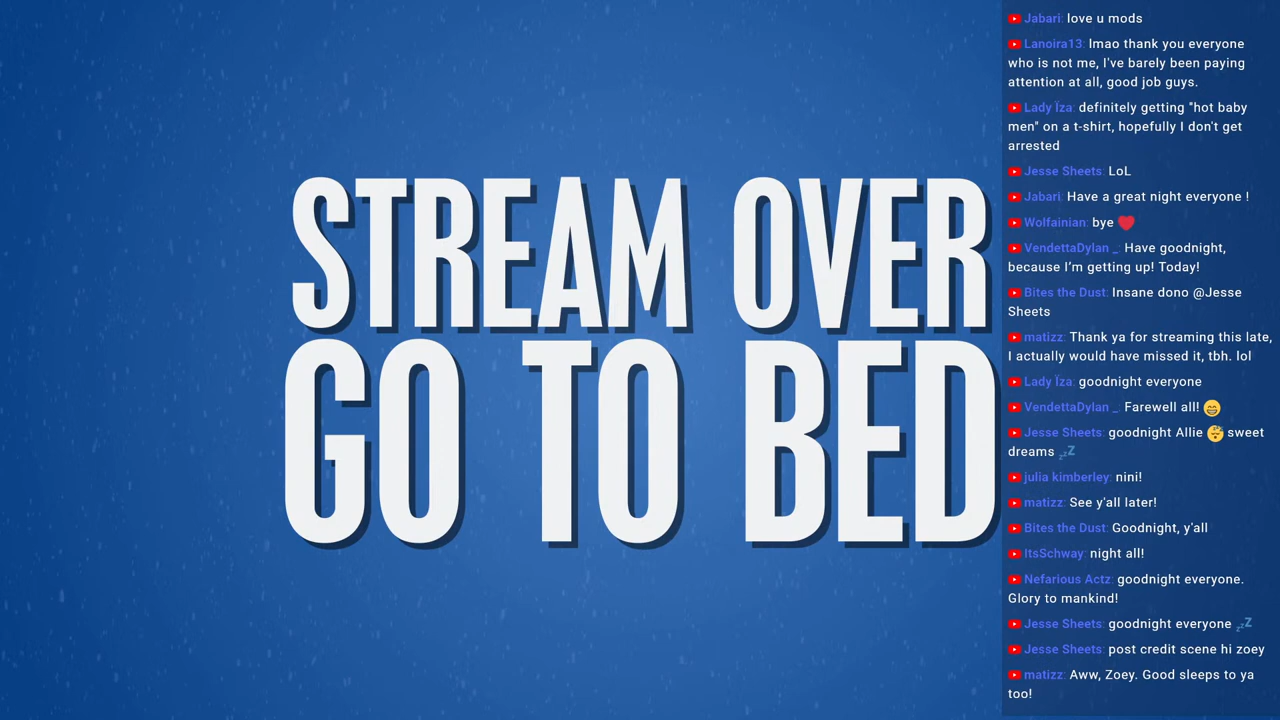 STREAM OVER
GO TO BED
Jabari: love u mods
Lanoira13: lmao thank you everyone
who is not me, I've barely been paying
attention at all, good job guys.
Lady Ïza: definitely getting "hot baby
men" on a t-shirt, hopefully I don't get
arrested
Jesse Sheets: LoL
Jabari: Have a great night everyone !
Wolfainian: bye ❤️
VendettaDylan _: Have goodnight,
because I’m getting up! Today!
Bites the Dust: Insane dono @Jesse
Sheets
matizz: Thank ya for streaming this late,
I actually would have missed it, tbh. lol
Lady Ïza: goodnight everyone
VendettaDylan _: Farewell all! 😁
Jesse Sheets: goodnight Allie 😴 sweet
dreams 💤
julia kimberley: nini!
matizz: See y'all later!
Bites the Dust: Goodnight, y'all
ItsSchway: night all!
Nefarious Actz: goodnight everyone.
Glory to mankind!
Jesse Sheets: goodnight everyone 💤
Jesse Sheets: post credit scene hi zoey
matizz: Aww, Zoey. Good sleeps to ya
too!